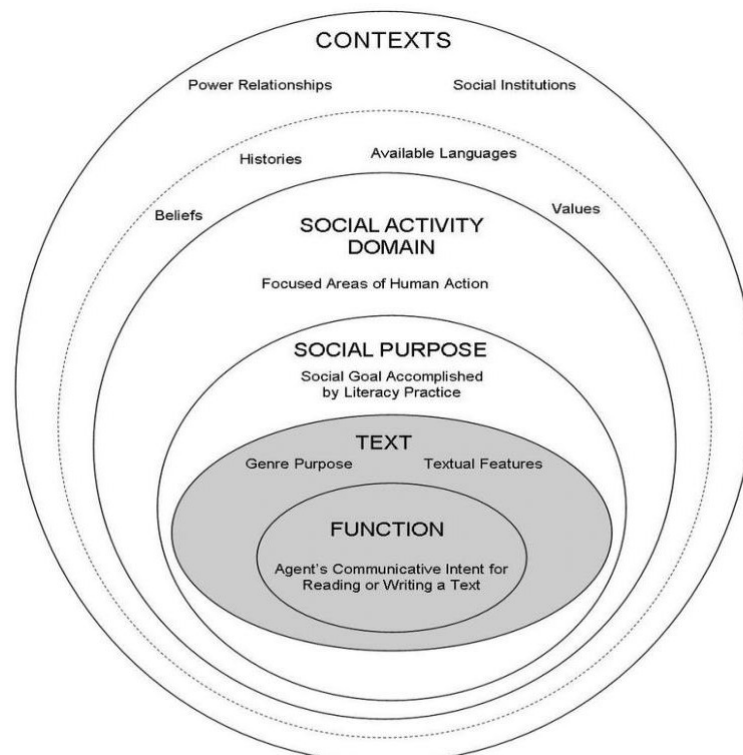 CONTEXTS
Power Relationships
Social Institutions
Histories
Available Languages
Beliefs
Values
SOCIAL ACTIVITY
DOMAIN
Focused Areas of Human Action
SOCIAL PURPOSE
Social Goal Accomplished
by Literacy Practice
TEXT
Genre Purpose
Textual Features
FUNCTION
Agent's Communicative Intent for
Reading or Writing a Text